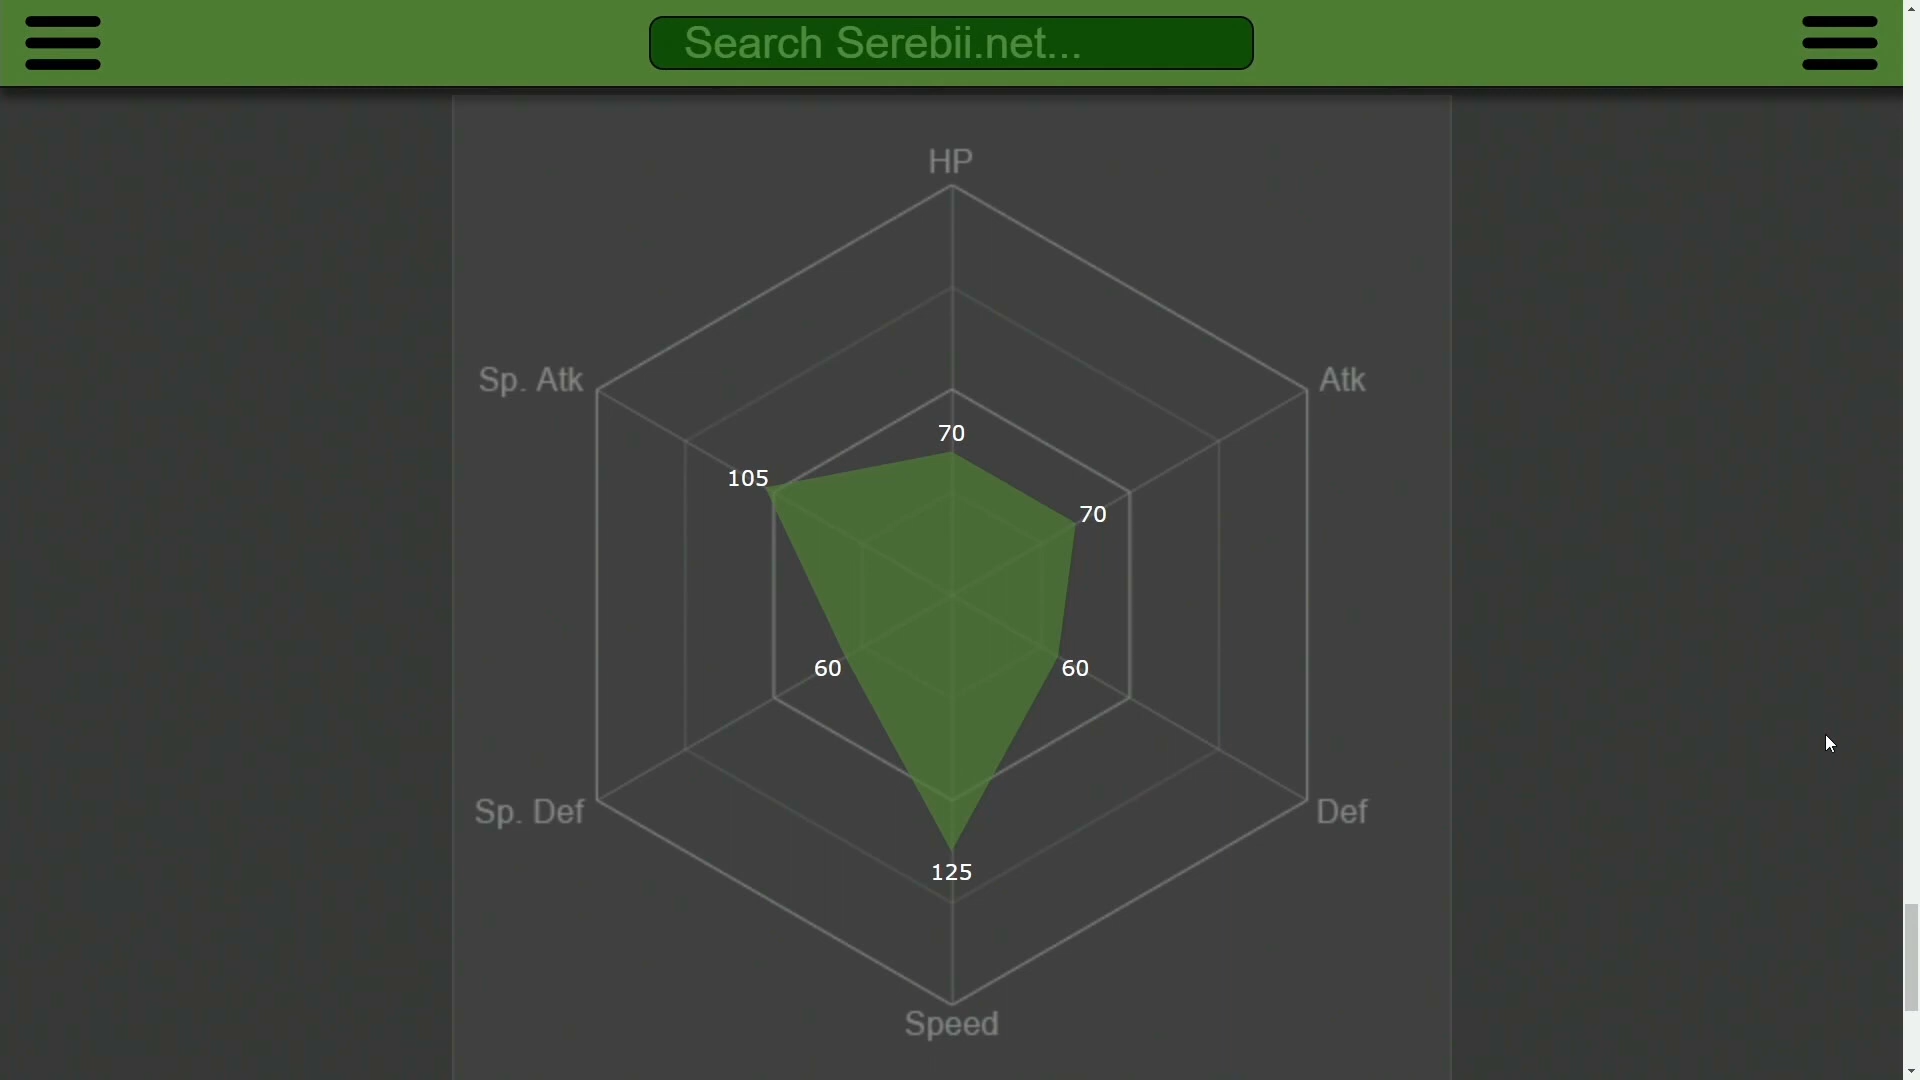 Search Serebii.net...
HP
Sp. Atk
Atk
70
105
70
60
60
Sp. Def
Def
125
Speed